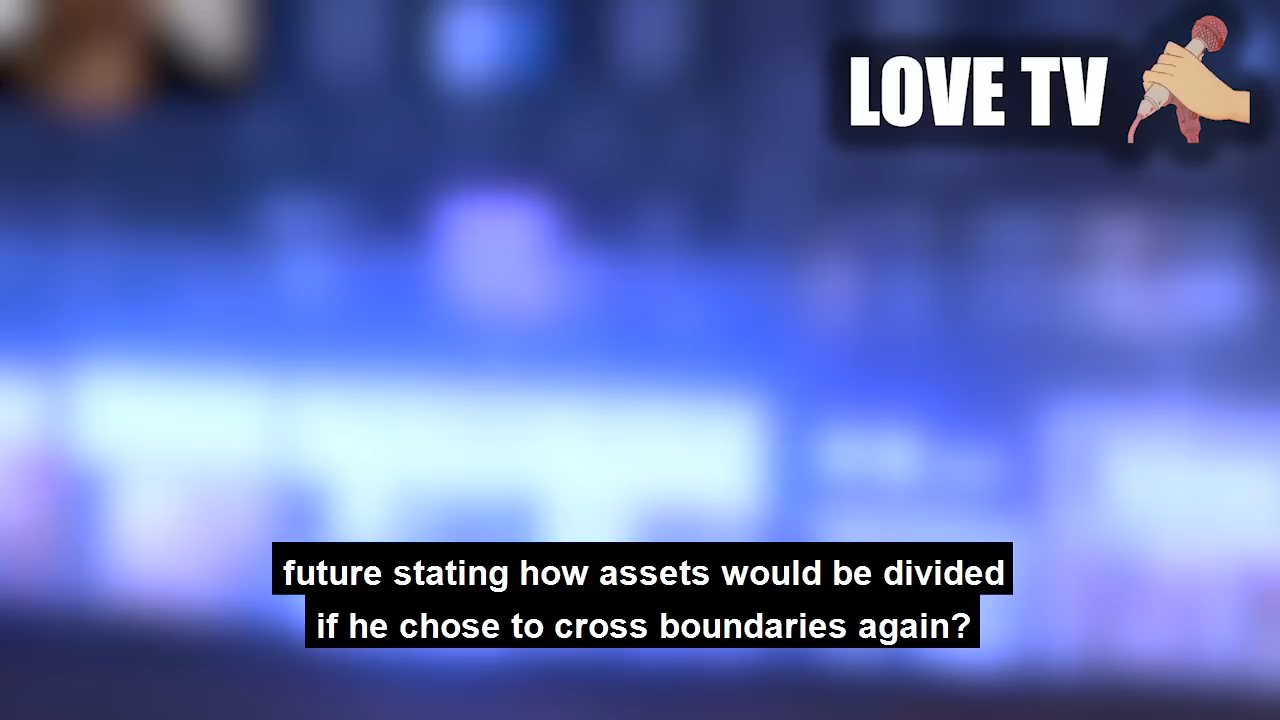 LOVE TV
future stating how assets would be divided
if he chose to cross boundaries again?